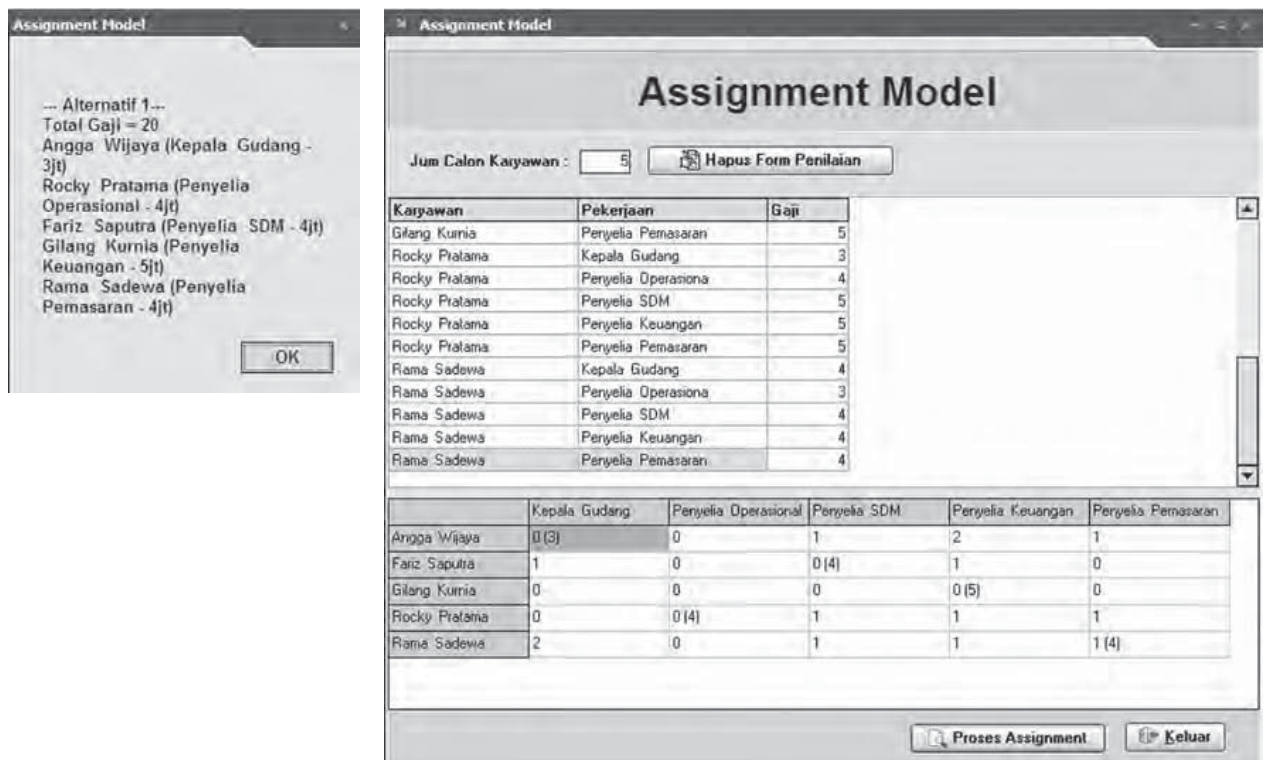 Assignment Model
--- Alternatif 1---
Total Gaji = 20
Angga Wijaya (Kepala Gudang -
3jt)
Rocky Pratama (Penyelia
Operasional - 4jt)
Fariz Saputra (Penyelia SDM - 4jt)
Gilang Kurnia (Penyelia
Keuangan - 5jt)
Rama Sadewa (Penyelia
Pemasaran - 4jt)
OK
Assignment Model
Assignment Model
Jum Calon Karyawan : 5 Hapus Form Penilaian
Karyawan Pekerjaan Gaji
Gilang Kurnia Penyelia Pemasaran 5
Rocky Pratama Kepala Gudang 3
Rocky Pratama Penyelia Operasiona 4
Rocky Pratama Penyelia SDM 5
Rocky Pratama Penyelia Keuangan 5
Rocky Pratama Penyelia Pemasaran 5
Rama Sadewa Kepala Gudang 4
Rama Sadewa Penyelia Operasiona 3
Rama Sadewa Penyelia SDM 4
Rama Sadewa Penyelia Keuangan 4
Rama Sadewa Penyelia Pemasaran 4
Kepala Gudang Penyelia Operasional Penyelia SDM Penyelia Keuangan Penyelia Pemasaran
Angga Wijaya 0 (3) 0 1 2 1
Fariz Saputra 1 0 0 (4) 1 0
Gilang Kurnia 0 0 0 0 (5) 0
Rocky Pratama 0 0 (4) 1 1 1
Rama Sadewa 2 0 1 1 1 (4)
Proses Assignment Keluar